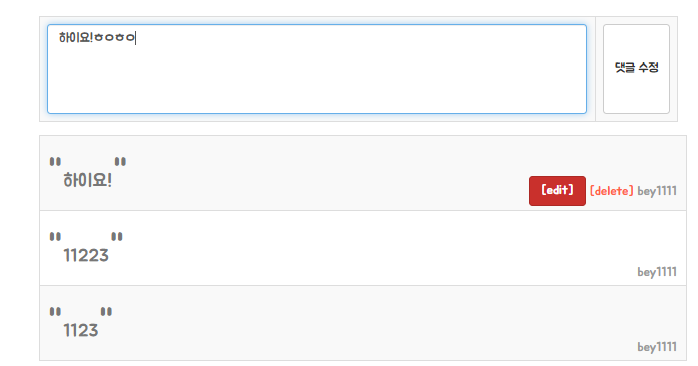 하이요!ㅎㅇㅎㅇ
댓글 수정
" 하이요! "
[edit] [delete] bey1111
" 11223 "
bey1111
" 1123 "
bey1111